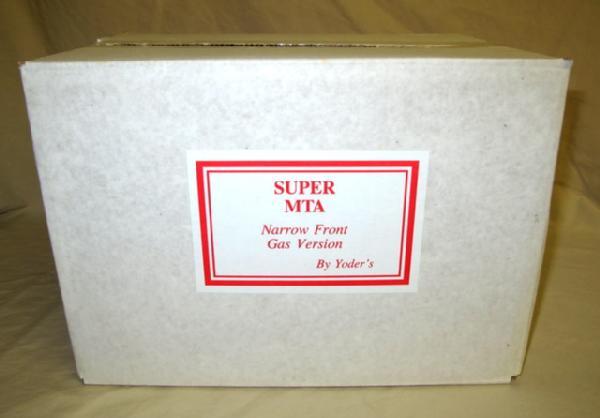 SUPER
MTA
Narrow Front
Gas Version
By Yoder's